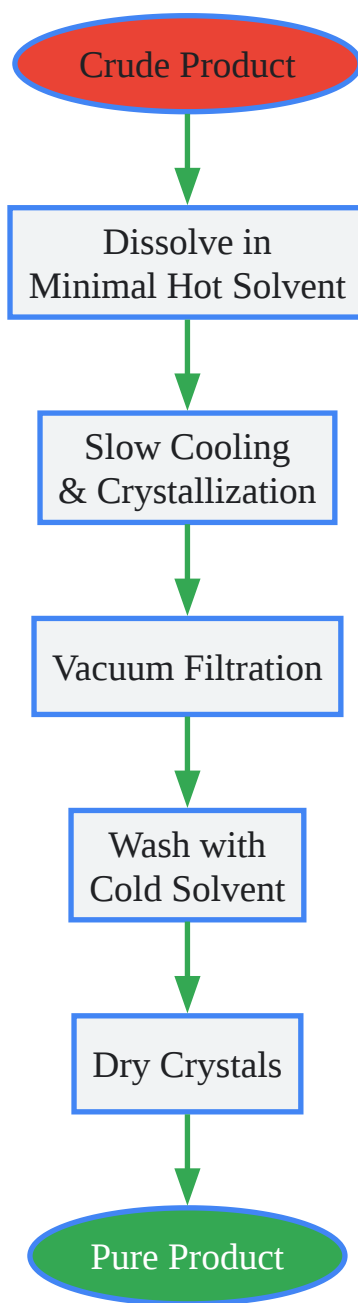 Crude Product
Dissolve in
Minimal Hot Solvent
Slow Cooling
& Crystallization
Vacuum Filtration
Wash with
Cold Solvent
Dry Crystals
Pure Product